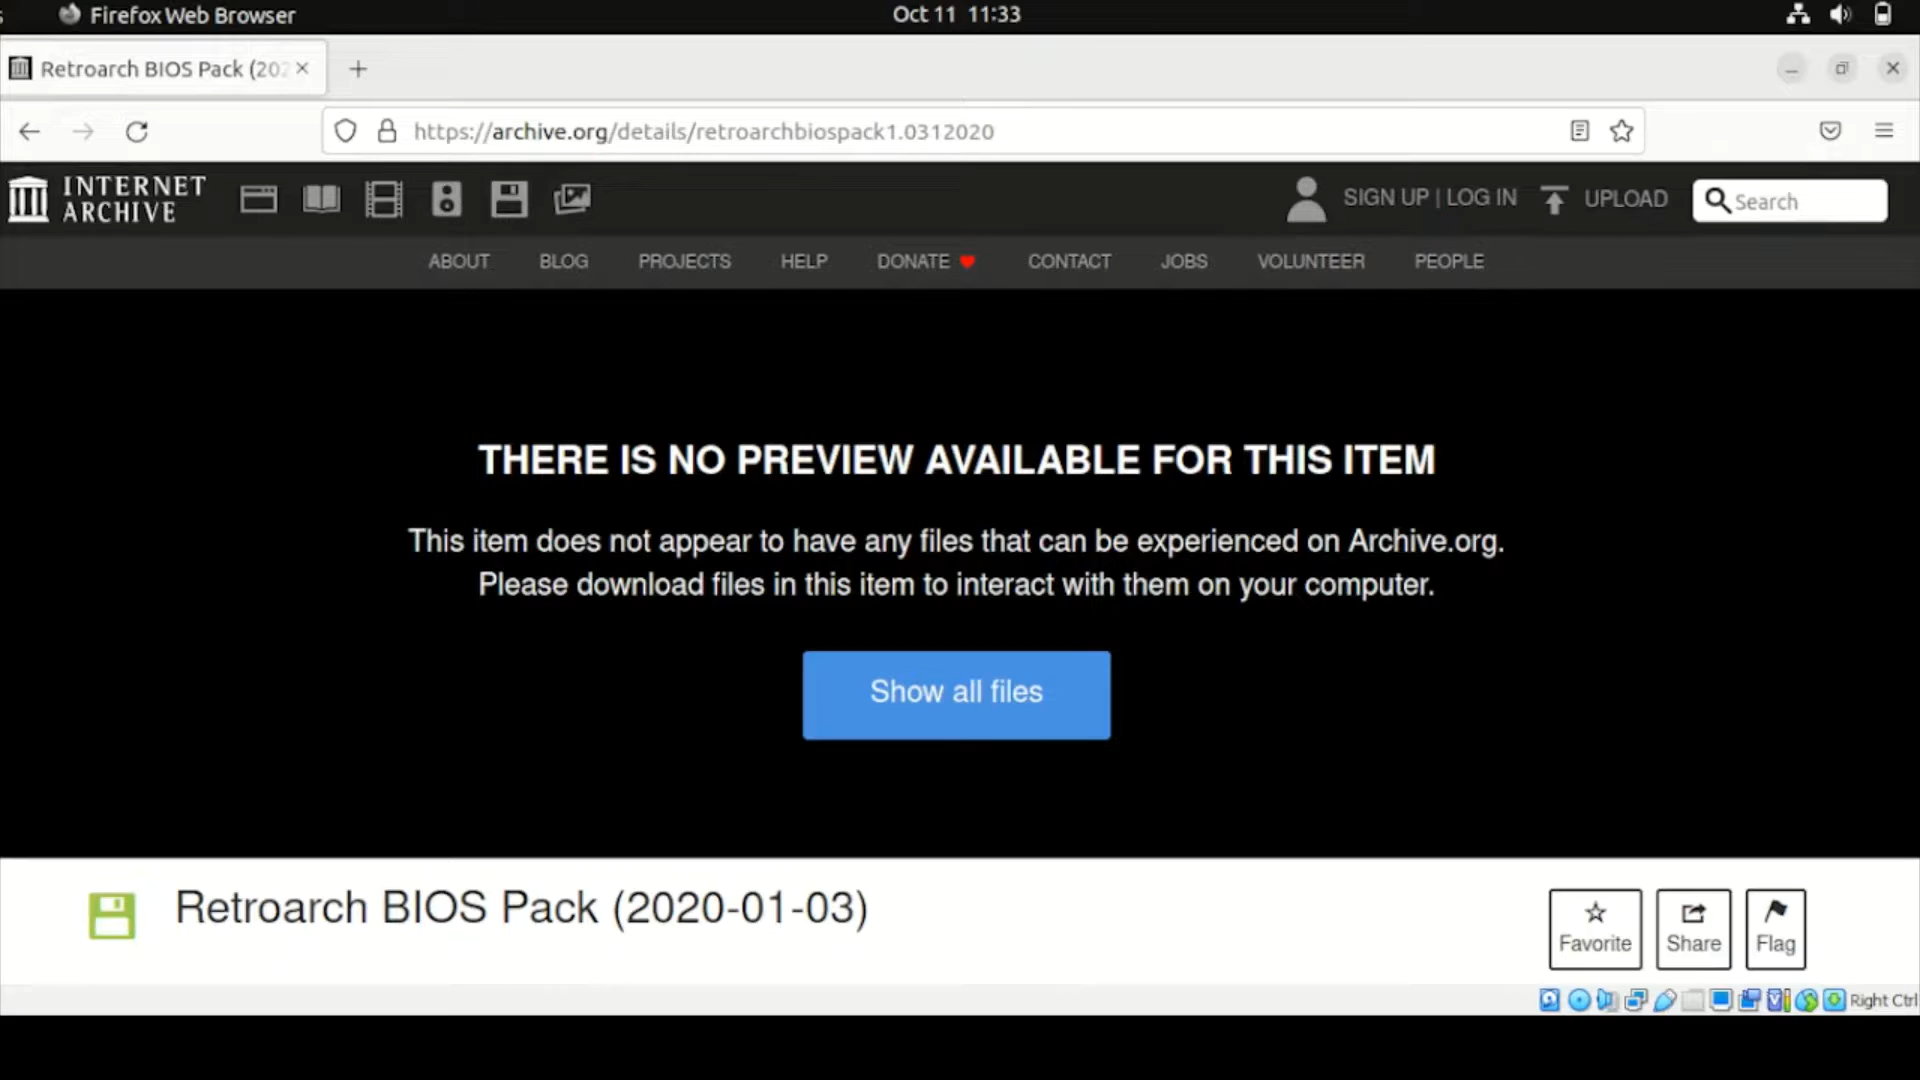 Firefox Web Browser
Oct 11 11:33
Retroarch BIOS Pack (202
https://archive.org/details/retroarchbiospack1.0312020
INTERNET
ARCHIVE
SIGN UP | LOG IN
UPLOAD
Search
ABOUT
BLOG
PROJECTS
HELP
DONATE
CONTACT
JOBS
VOLUNTEER
PEOPLE
THERE IS NO PREVIEW AVAILABLE FOR THIS ITEM
This item does not appear to have any files that can be experienced on Archive.org.
Please download files in this item to interact with them on your computer.
Show all files
Retroarch BIOS Pack (2020-01-03)
Favorite
Share
Flag
Right Ctrl